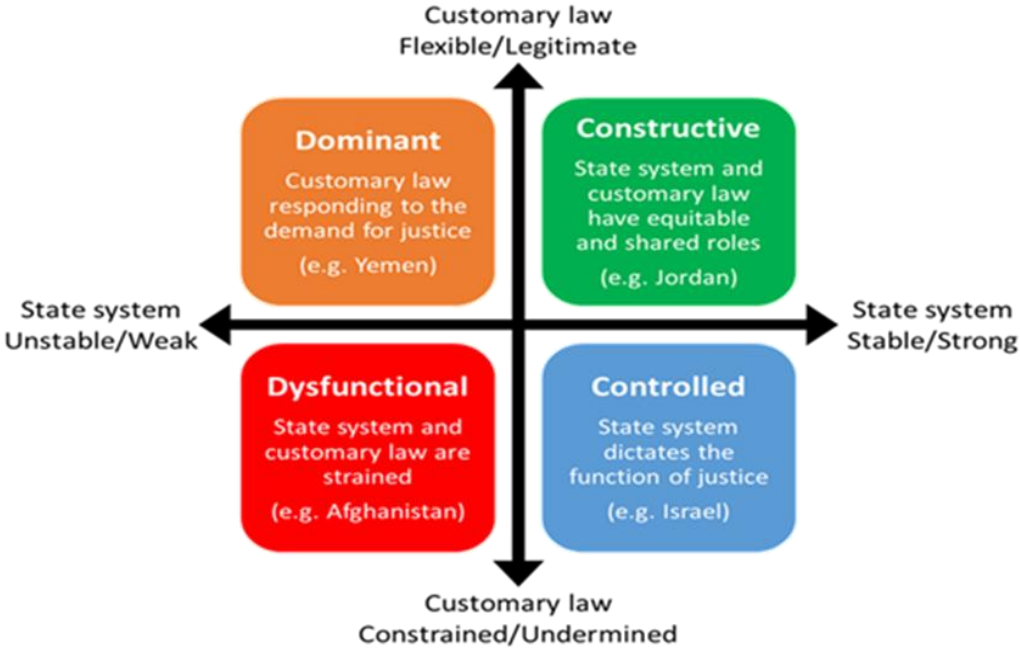 Customary law
Flexible/Legitimate
Dominant
Customary law
responding to the
demand for justice
(e.g. Yemen)
Constructive
State system and
customary law
have equitable
and shared roles
(e.g. Jordan)
State system
Unstable/Weak
State system
Stable/Strong
Dysfunctional
State system and
customary law are
strained
(e.g. Afghanistan)
Controlled
State system
dictates the
function of justice
(e.g. Israel)
Customary law
Constrained/Undermined